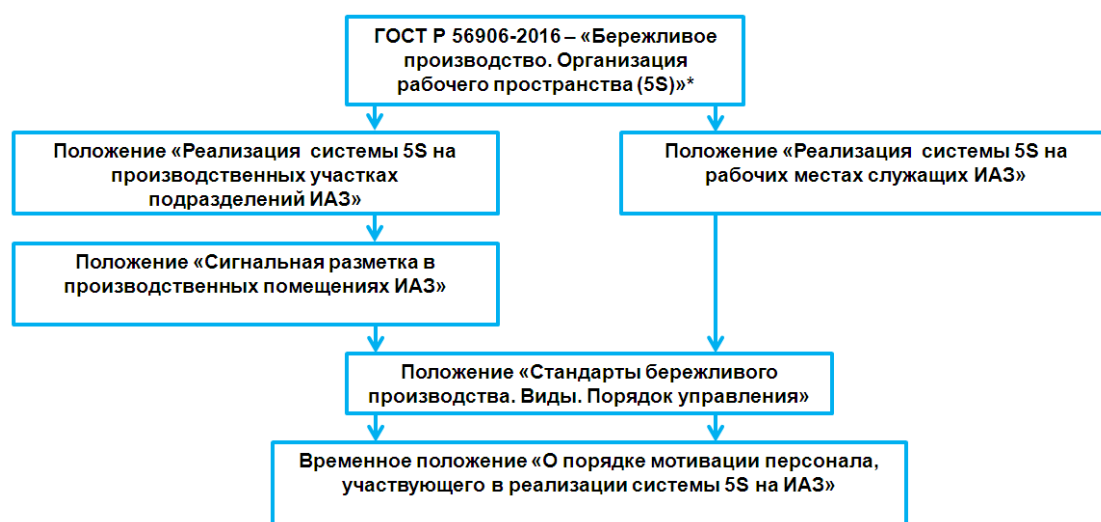 ГОСТ Р 56906-2016 – «Бережливое
производство. Организация
рабочего пространства (5S)»*
Положение «Реализация системы 5S на
производственных участках
подразделений ИАЗ»
Положение «Реализация системы 5S на
рабочих местах служащих ИАЗ»
Положение «Сигнальная разметка в
производственных помещениях ИАЗ»
Положение «Стандарты бережливого
производства. Виды. Порядок управления»
Временное положение «О порядке мотивации персонала,
участвующего в реализации системы 5S на ИАЗ»